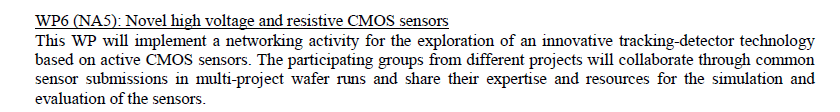 WP6 (NA5): Novel high voltage and resistive CMOS sensors
This WP will implement a networking activity for the exploration of an innovative tracking-detector technology
based on active CMOS sensors. The participating groups from different projects will collaborate through common
sensor submissions in multi-project wafer runs and share their expertise and resources for the simulation and
evaluation of the sensors.